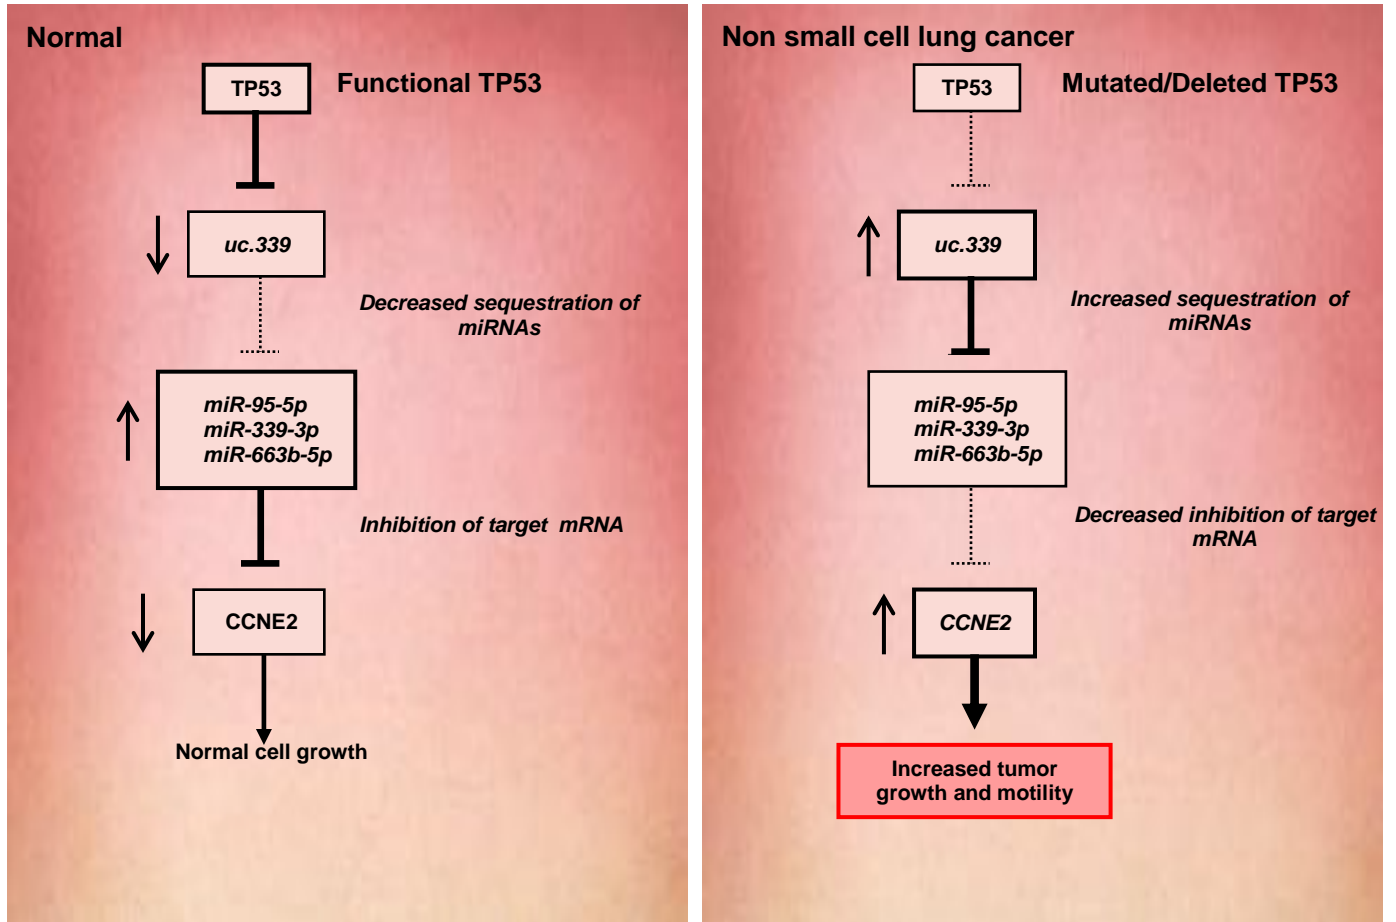 Normal
TP53
Functional TP53
uc.339
Decreased sequestration of
miRNAs
miR-95-5p
miR-339-3p
miR-663b-5p
Inhibition of target mRNA
CCNE2
Normal cell growth
Non small cell lung cancer
TP53
Mutated/Deleted TP53
uc.339
Increased sequestration of
miRNAs
miR-95-5p
miR-339-3p
miR-663b-5p
Decreased inhibition of target
mRNA
CCNE2
Increased tumor
growth and motility